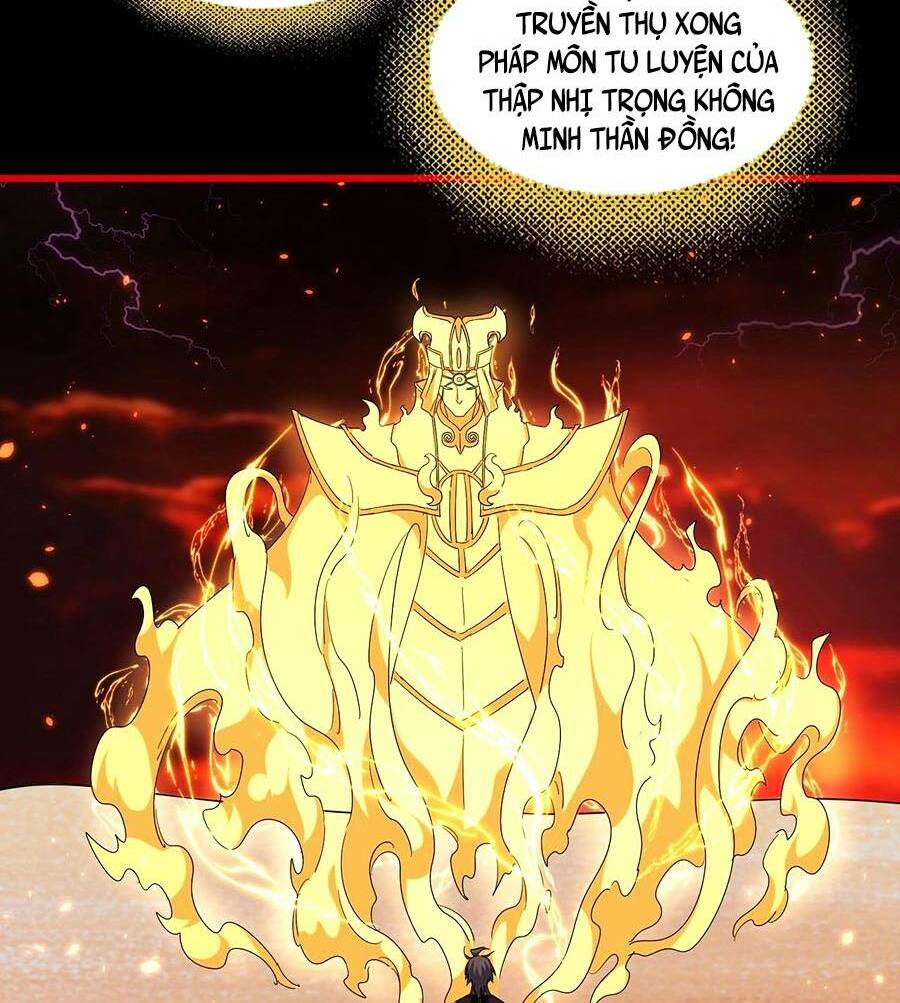 TRUYỀN THỤ XONG
PHÁP MÔN TU LUYỆN CỦA
THẬP NHỊ TRỌNG KHÔNG
MINH THẦN ĐỒNG!